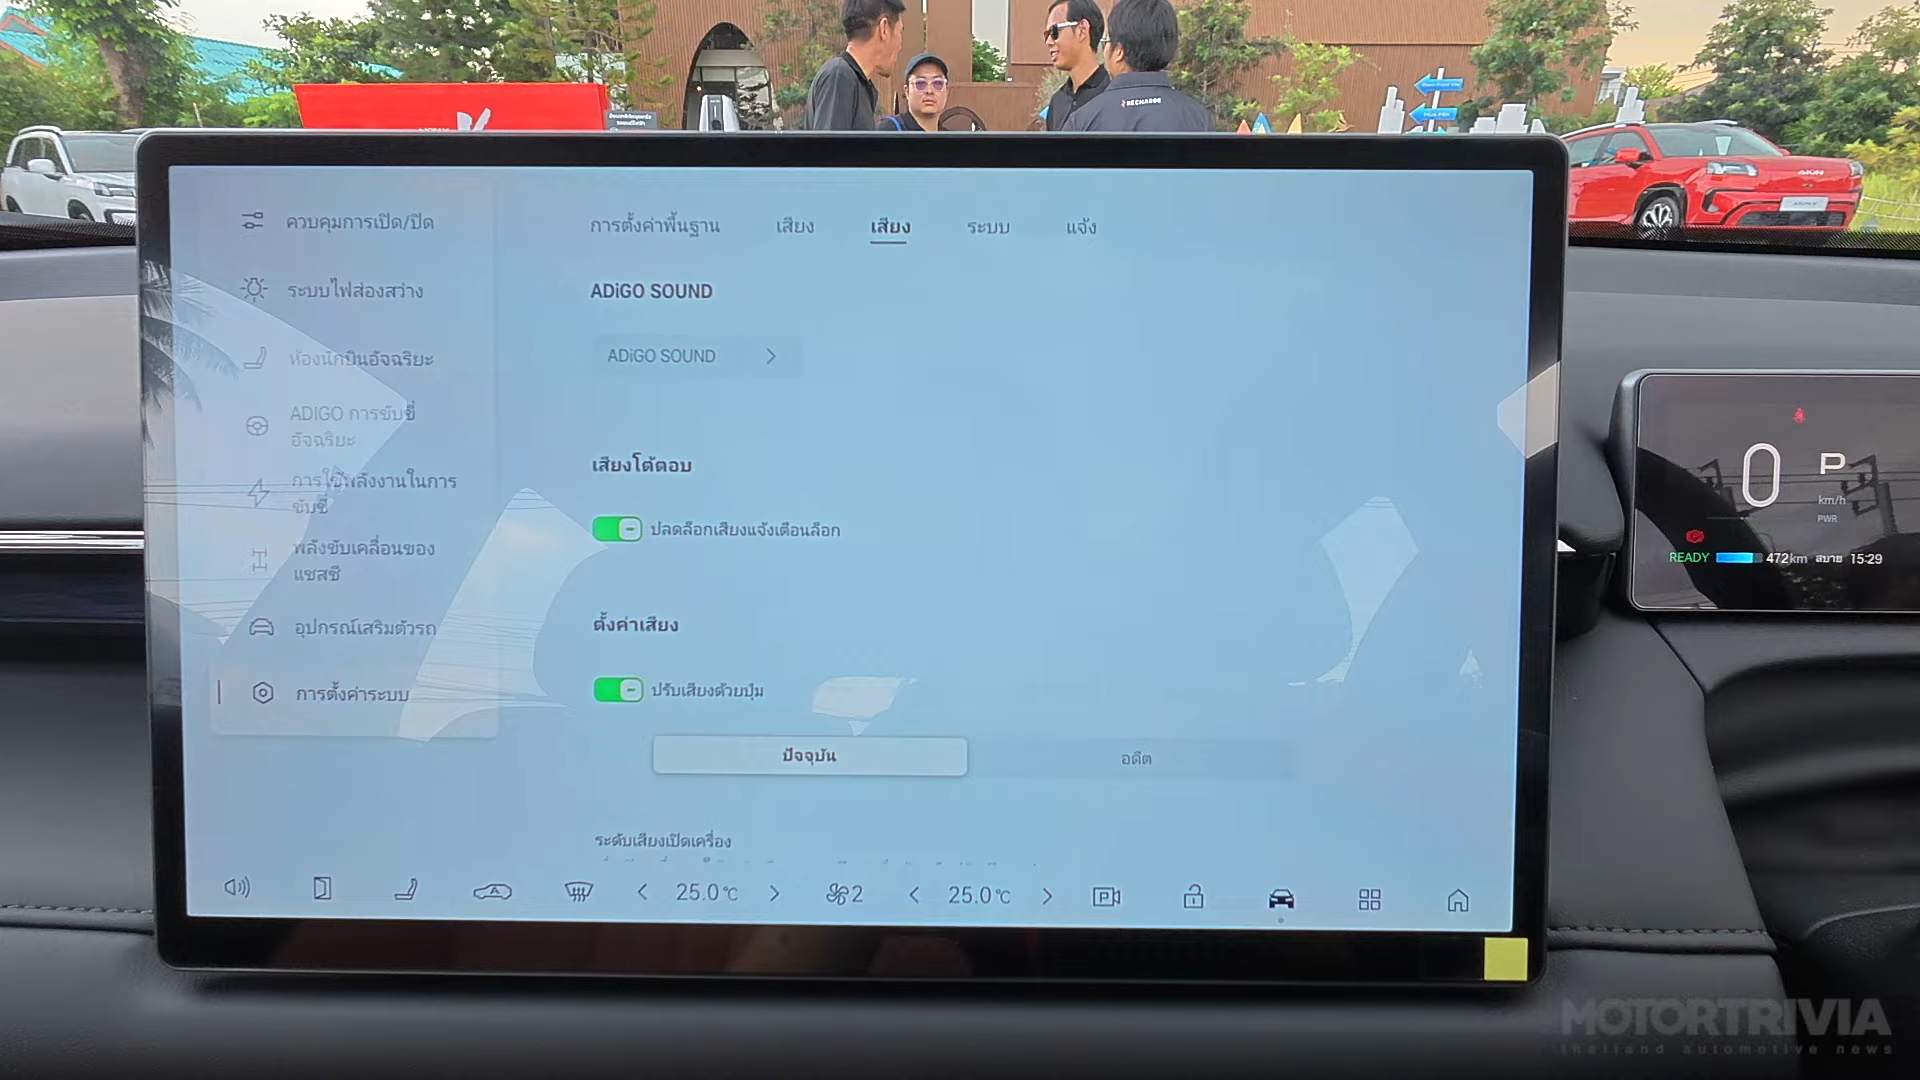 RECHARGE
AION
ควบคุมการเปิด/ปิด
ระบบไฟส่องสว่าง
ห้องนักบินอัจฉริยะ
ADIGO การขับขี่
อัจฉริยะ
การใช้พลังงานในการ
ขับขี่
พลังขับเคลื่อนของ
แชสซี
อุปกรณ์เสริมตัวรถ
การตั้งค่าระบบ
การตั้งค่าพื้นฐาน เสียง เสียง ระบบ แจ้ง
ADiGO SOUND
ADiGO SOUND >
เสียงโต้ตอบ
ปลดล็อกเสียงแจ้งเตือนล็อก
ตั้งค่าเสียง
ปรับเสียงด้วยปุ่ม
ปัจจุบัน อดีต
ระดับเสียงเปิดเครื่อง
< 25.0℃ > 2 < 25.0℃ >
0 P
km/h
PWR
READY 472km สบาย 15:29
MOTORTRIVIA
thailand automotive news